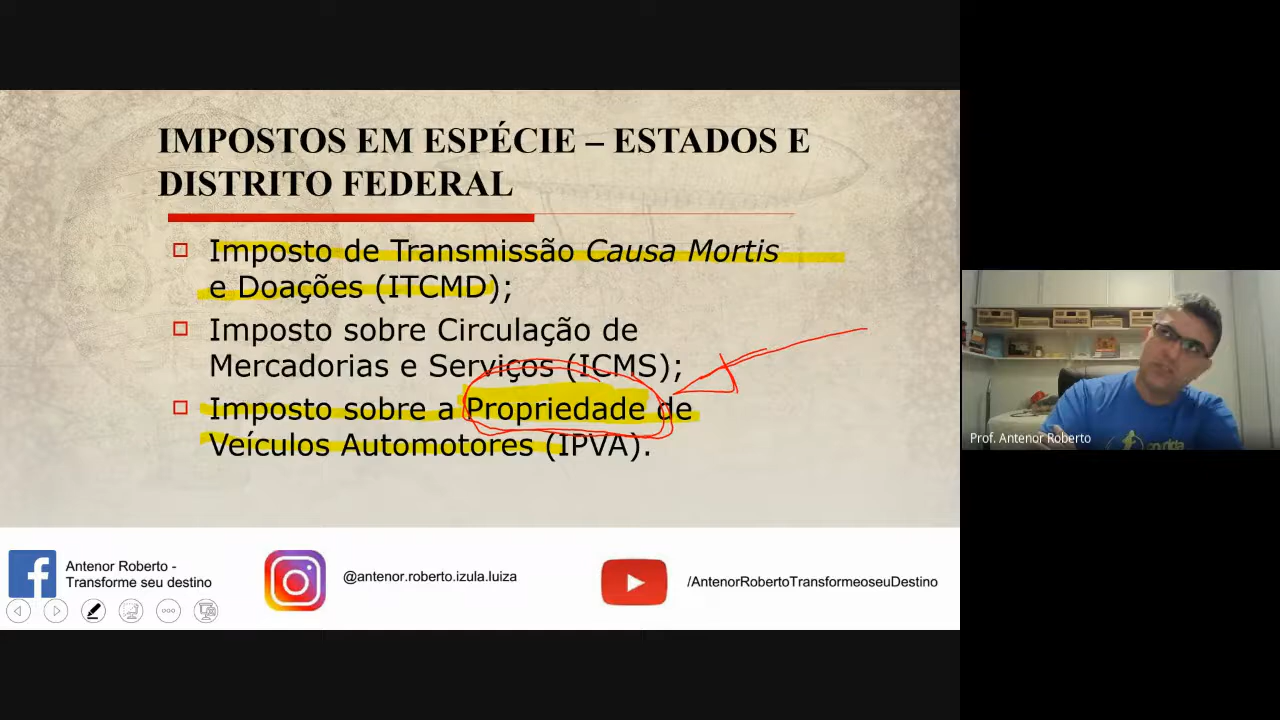 IMPOSTOS EM ESPÉCIE – ESTADOS E
DISTRITO FEDERAL
Imposto de Transmissão Causa Mortis
e Doações (ITCMD);
Imposto sobre Circulação de
Mercadorias e Serviços (ICMS);
Imposto sobre a Propriedade de
Veículos Automotores (IPVA).
Antenor Roberto -
Transforme seu destino
@antenor.roberto.izula.luiza
/AntenorRobertoTransformeoseuDestino
Prof. Antenor Roberto